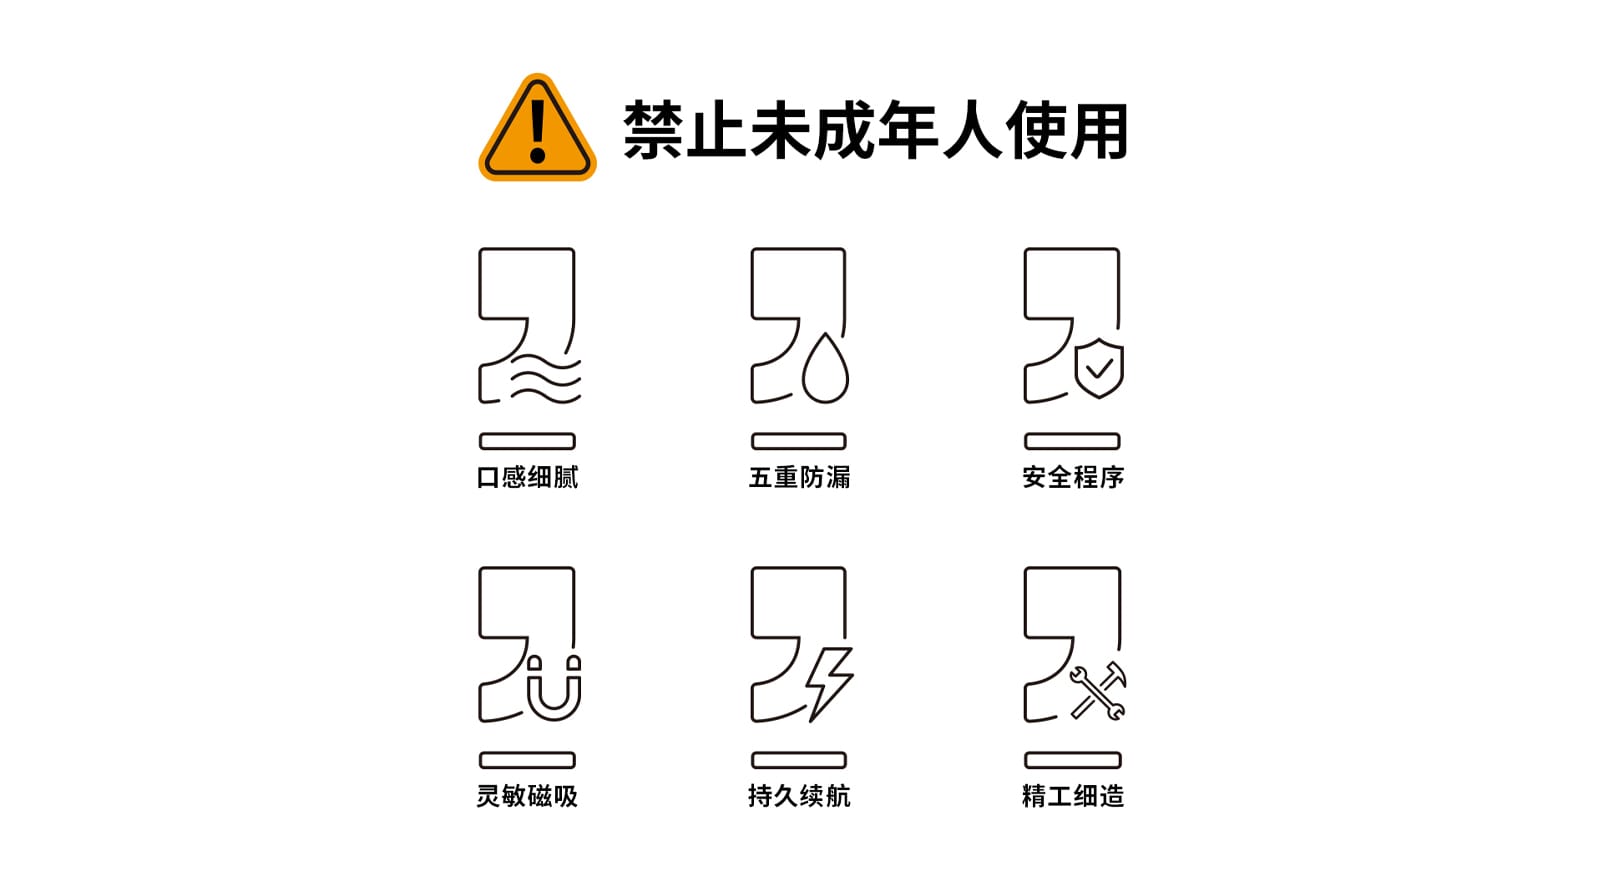 禁止未成年人使用
口感细腻
五重防漏
安全程序
灵敏磁吸
持久续航
精工细造